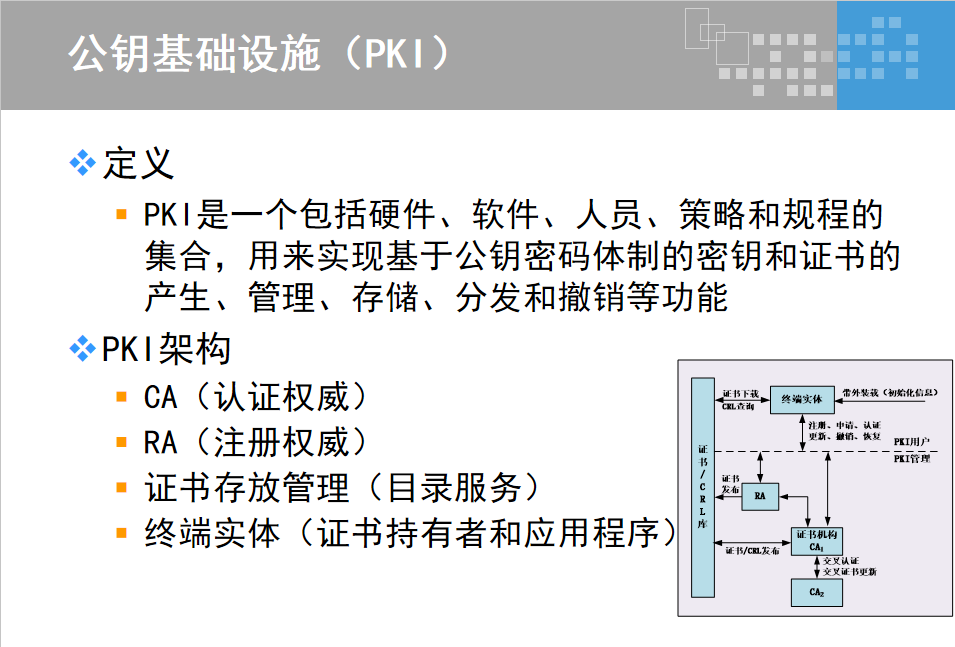 公钥基础设施（PKI）
定义
PKI是一个包括硬件、软件、人员、策略和规程的
集合，用来实现基于公钥密码体制的密钥和证书的
产生、管理、存储、分发和撤销等功能
PKI架构
CA（认证权威）
RA（注册权威）
证书存放管理（目录服务）
终端实体（证书持有者和应用程序）
证书/CRL库
证书下载
CRL查询
终端实体
带外装载（初始化信息）
注册、申请、认证
更新、撤销、恢复
PKI用户
PKI管理
证书
发布
RA
证书机构
CA₁
证书/CRL发布
交叉认证
交叉证书更新
CA₂